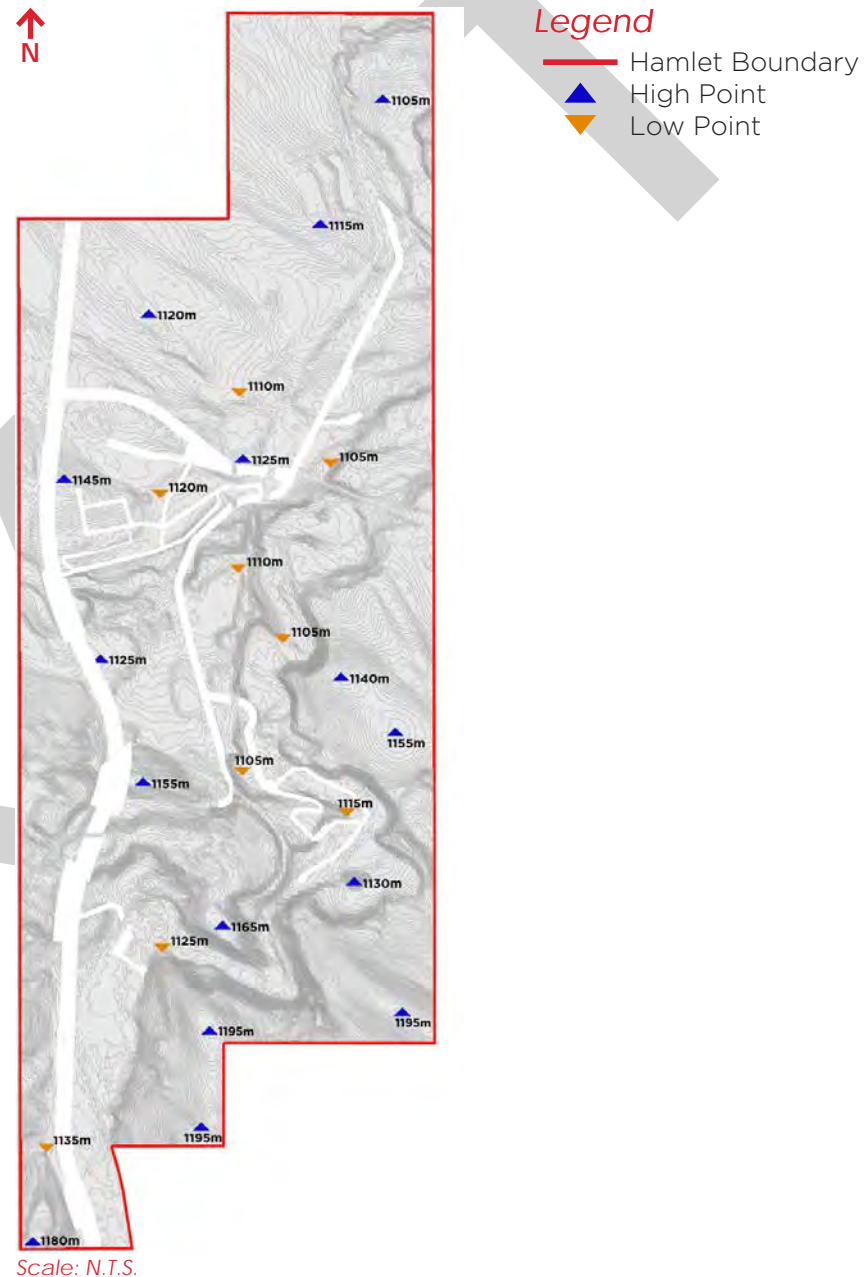 N
Legend
Hamlet Boundary
High Point
Low Point
1105m
1115m
1120m
1110m
1125m
1105m
1145m
1120m
1110m
1105m
1125m
1140m
1155m
1105m
1155m
1115m
1130m
1165m
1125m
1195m
1195m
1195m
1135m
1180m
Scale: N.T.S.